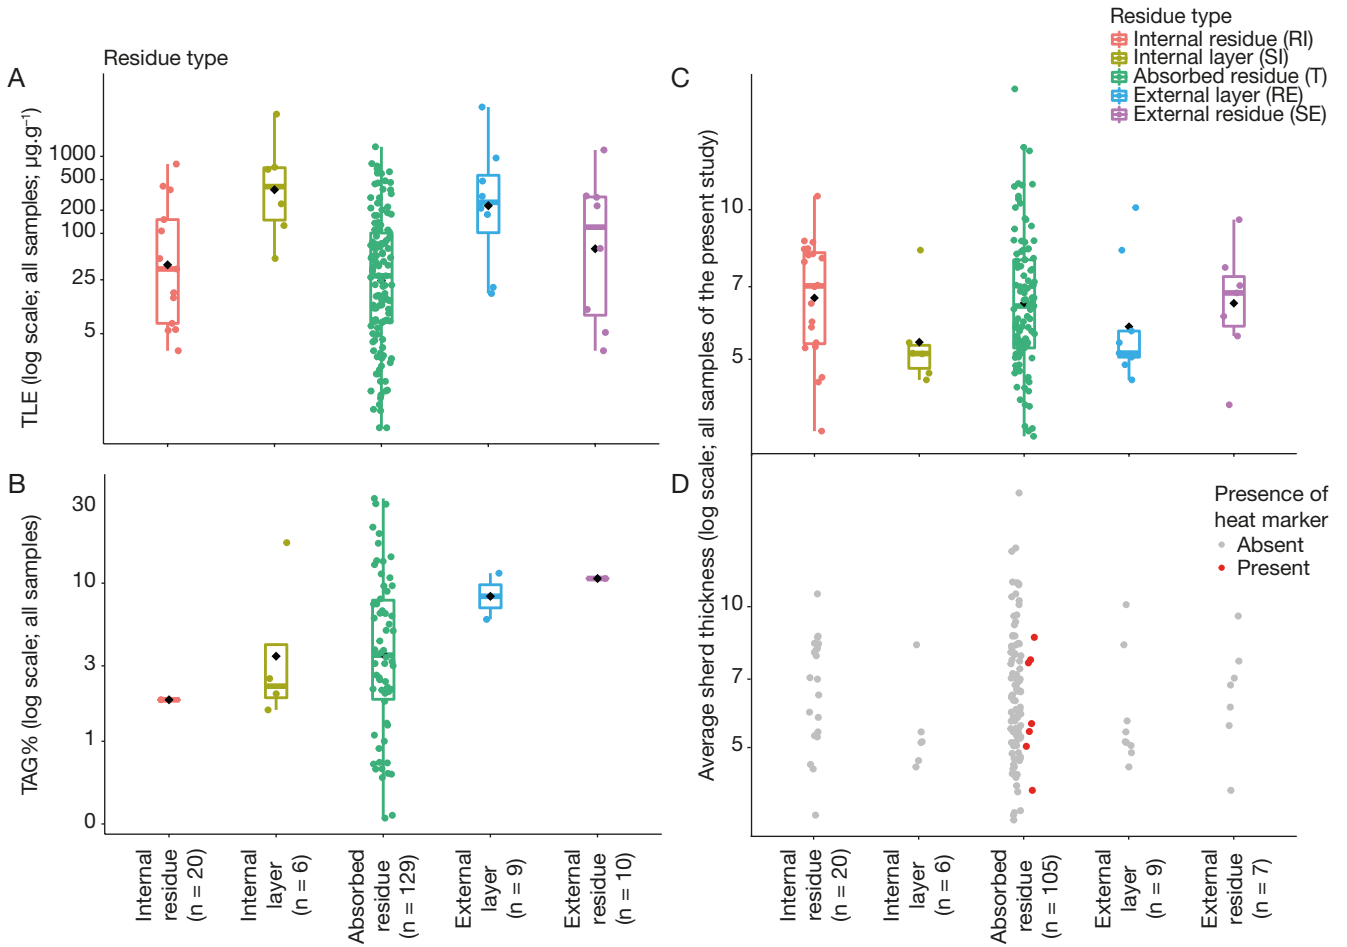 Residue type
A
TLE (log scale; all samples; µg.g⁻¹)
1000
500
200
100
25
5
B
TAG% (log scale; all samples)
30
10
3
1
0
Internal
residue (RI)
(n = 20)
Internal
layer
(n = 6)
Absorbed
residue
(n = 129)
External
layer
(n = 9)
External
residue
(n = 10)
Residue type
Internal residue (RI)
Internal layer (SI)
Absorbed residue (T)
External layer (RE)
External residue (SE)
C
Average sherd thickness (log scale; all samples of the present study)
10
7
5
D
Presence of
heat marker
Absent
Present
10
7
5
Internal
residue
(n = 20)
Internal
layer
(n = 6)
Absorbed
residue
(n = 105)
External
layer
(n = 9)
External
residue
(n = 7)